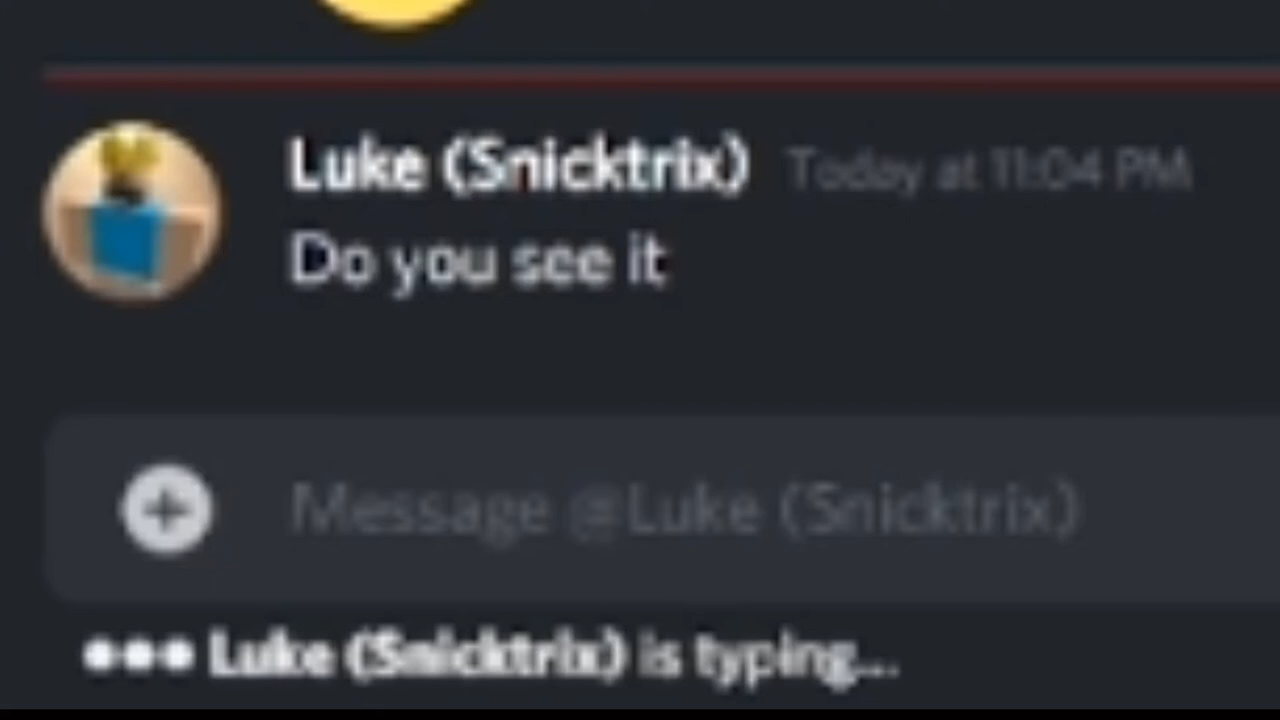 Luke (Snicktrix) Today at 11:04 PM
Do you see it
Message @Luke (Snicktrix)
Luke (Snicktrix) is typing...